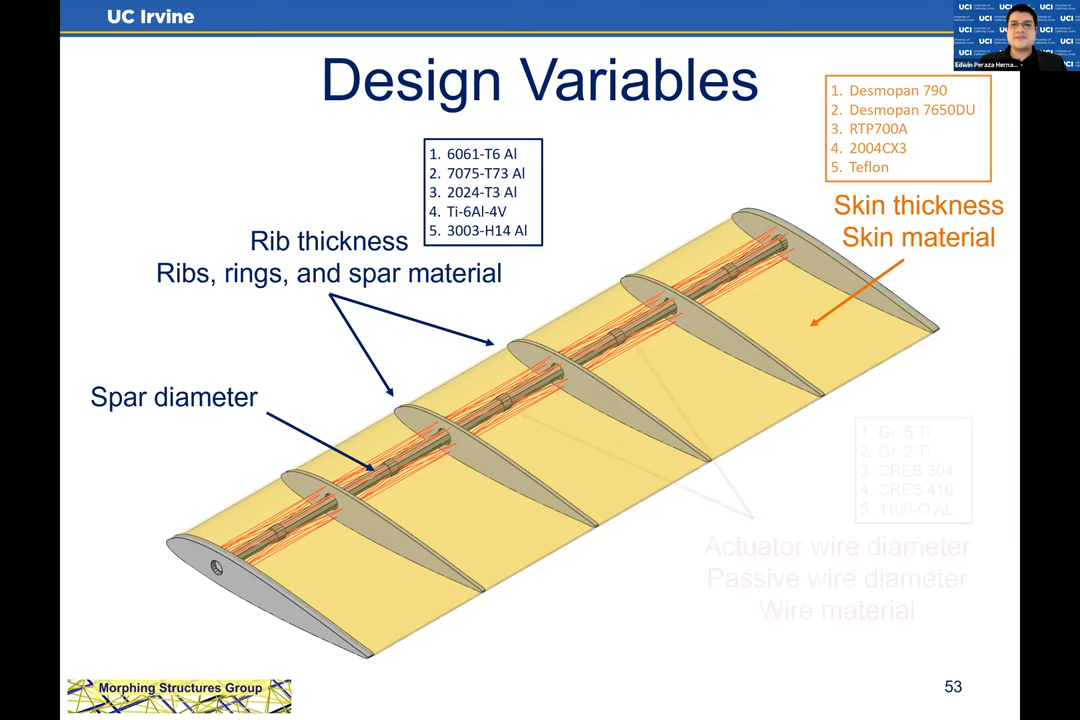 UC Irvine
Edwin Peraza Herna...
Design Variables
1. Desmopan 790
2. Desmopan 7650DU
3. RTP700A
4. 2004CX3
5. Teflon
1. 6061-T6 Al
2. 7075-T73 Al
3. 2024-T3 Al
4. Ti-6Al-4V
5. 3003-H14 Al
Skin thickness
Skin material
Rib thickness
Ribs, rings, and spar material
Spar diameter
1. Gr. 5 Ti
2. Gr. 2 Ti
3. CRES 304
4. CRES 410
5. 1100-O AL
Actuator wire diameter
Passive wire diameter
Wire material
Morphing Structures Group
53